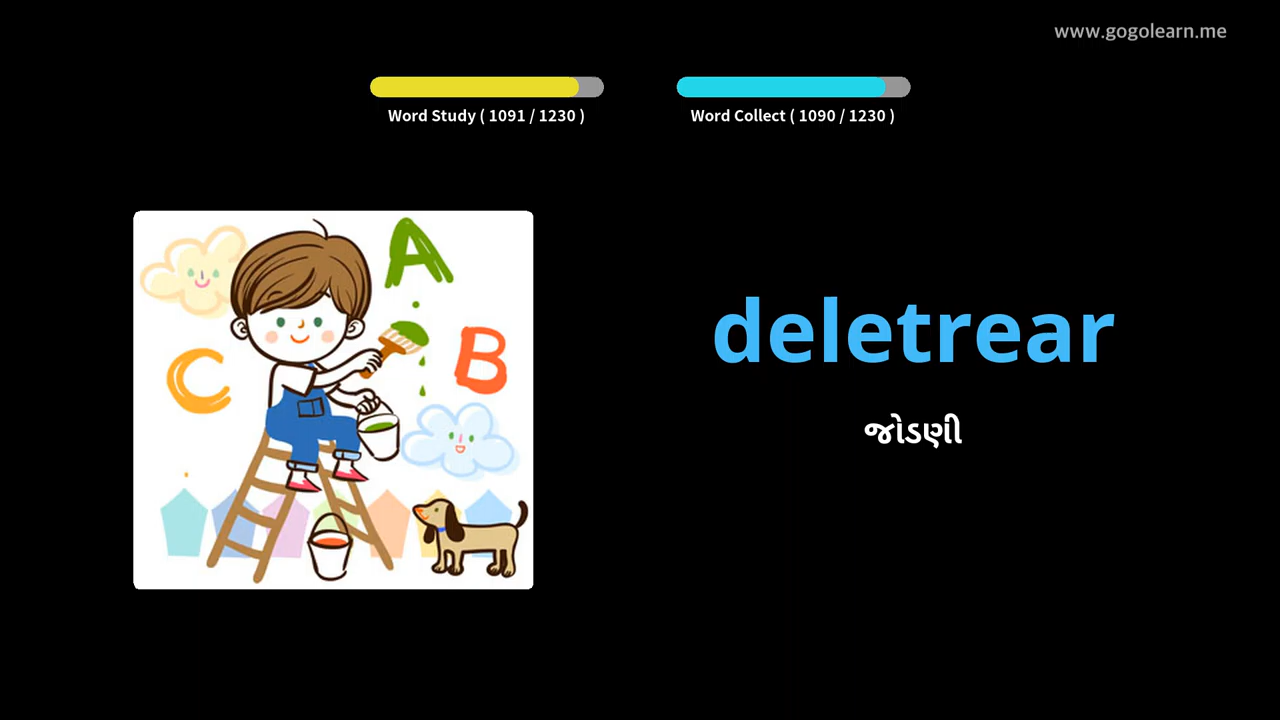 www.gogolearn.me
Word Study ( 1091 / 1230 )
Word Collect ( 1090 / 1230 )
A
B
C
deletrear
જોડણી